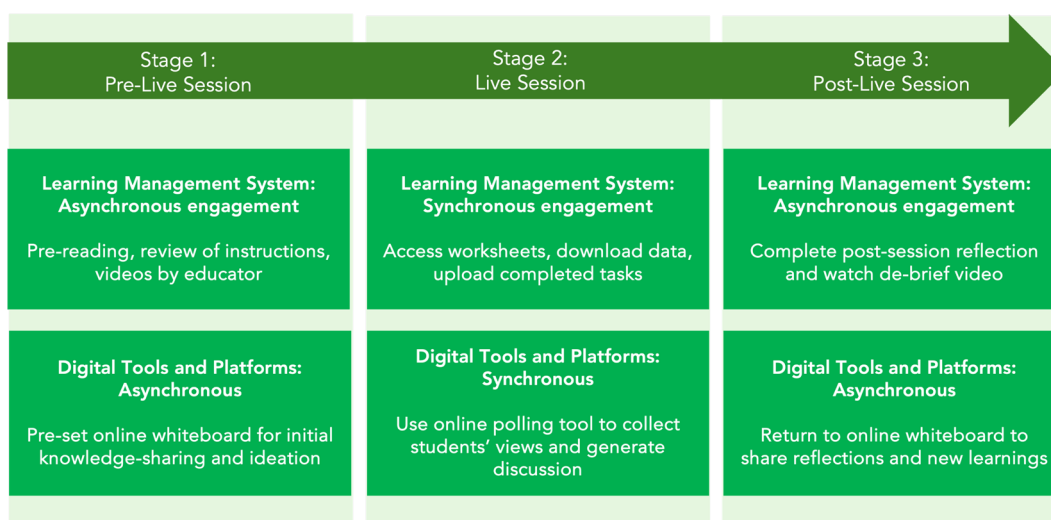 Stage 1:
Pre-Live Session
Stage 2:
Live Session
Stage 3:
Post-Live Session
Learning Management System:
Asynchronous engagement
Pre-reading, review of instructions,
videos by educator
Learning Management System:
Synchronous engagement
Access worksheets, download data,
upload completed tasks
Learning Management System:
Asynchronous engagement
Complete post-session reflection
and watch de-brief video
Digital Tools and Platforms:
Asynchronous
Pre-set online whiteboard for initial
knowledge-sharing and ideation
Digital Tools and Platforms:
Synchronous
Use online polling tool to collect
students’ views and generate
discussion
Digital Tools and Platforms:
Asynchronous
Return to online whiteboard to
share reflections and new learnings